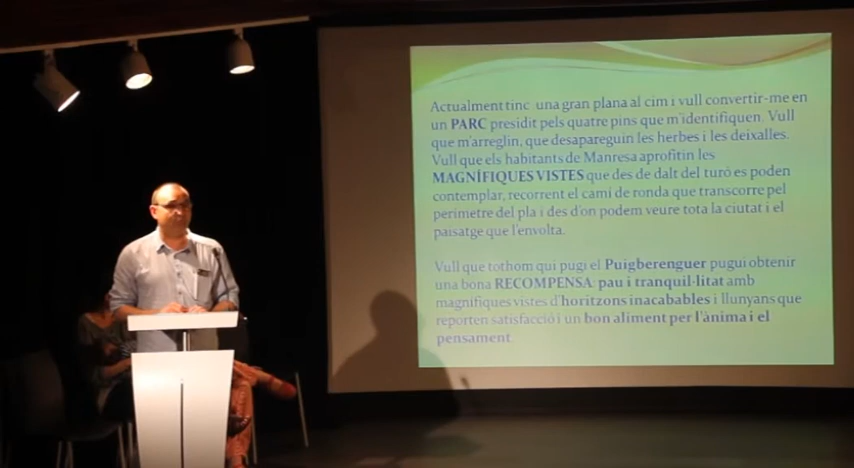 Actualment tinc una gran plana al cim i vull convertir-me en
un PARC presidit pels quatre pins que m'identifiquen. Vull
que m'arreglin, que desapareguin les herbes i les deixalles.
Vull que els habitants de Manresa aprofitin les
MAGNÍFIQUES VISTES que des de dalt del turó es poden
contemplar, recorrent el camí de ronda que transcorre pel
perímetre del pla i des d'on podem veure tota la ciutat i el
paisatge que l'envolta.
Vull que tothom qui pugi el Puigberenguer pugui obtenir
una bona RECOMPENSA: pau i tranquil·litat amb
magnífiques vistes d'horitzons inacabables i llunyans que
reporten satisfacció i un bon aliment per l'ànima i el
pensament.